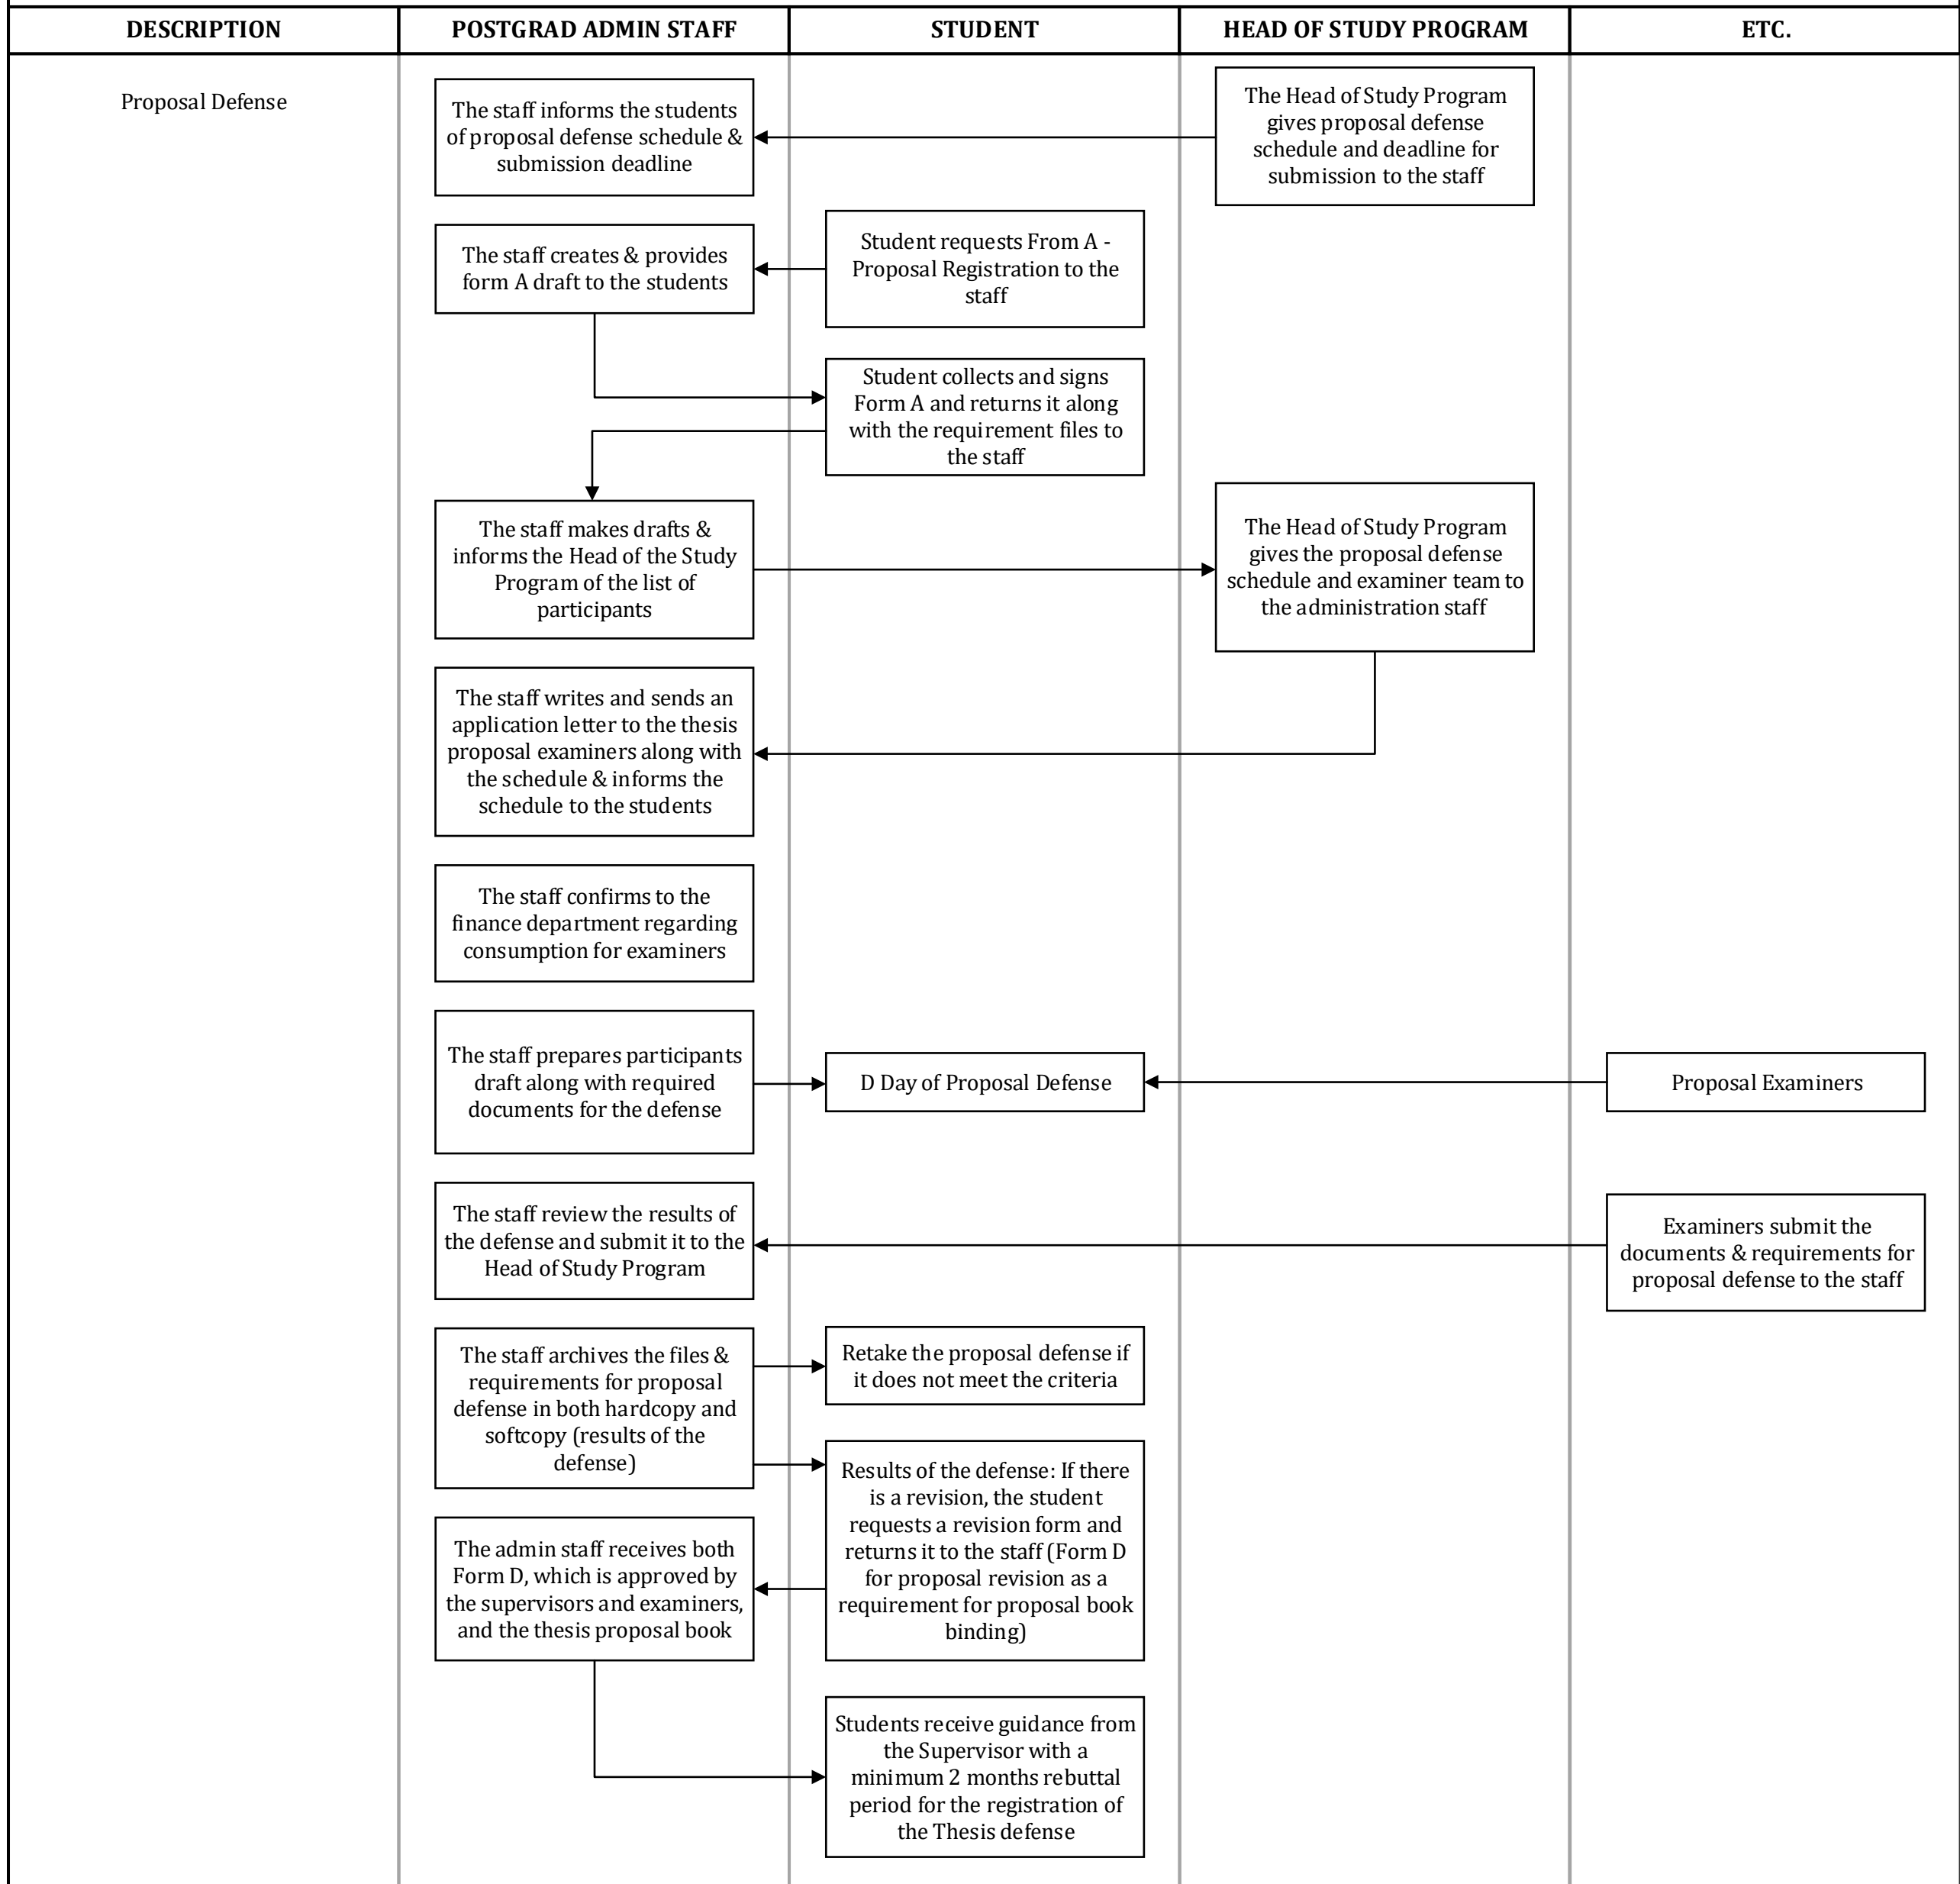 DESCRIPTION
POSTGRAD ADMIN STAFF
STUDENT
HEAD OF STUDY PROGRAM
ETC.
Proposal Defense
The Head of Study Program
gives proposal defense
schedule and deadline for
submission to the staff
The staff informs the students
of proposal defense schedule &
submission deadline
Student requests From A -
Proposal Registration to the
staff
The staff creates & provides
form A draft to the students
Student collects and signs
Form A and returns it along
with the requirement files to
the staff
The staff makes drafts &
informs the Head of the Study
Program of the list of
participants
The Head of Study Program
gives the proposal defense
schedule and examiner team to
the administration staff
The staff writes and sends an
application letter to the thesis
proposal examiners along with
the schedule & informs the
schedule to the students
The staff confirms to the
finance department regarding
consumption for examiners
The staff prepares participants
draft along with required
documents for the defense
D Day of Proposal Defense
Proposal Examiners
The staff review the results of
the defense and submit it to the
Head of Study Program
Examiners submit the
documents & requirements for
proposal defense to the staff
The staff archives the files &
requirements for proposal
defense in both hardcopy and
softcopy (results of the
defense)
Retake the proposal defense if
it does not meet the criteria
Results of the defense: If there
is a revision, the student
requests a revision form and
returns it to the staff (Form D
for proposal revision as a
requirement for proposal book
binding)
The admin staff receives both
Form D, which is approved by
the supervisors and examiners,
and the thesis proposal book
Students receive guidance from
the Supervisor with a
minimum 2 months rebuttal
period for the registration of
the Thesis defense